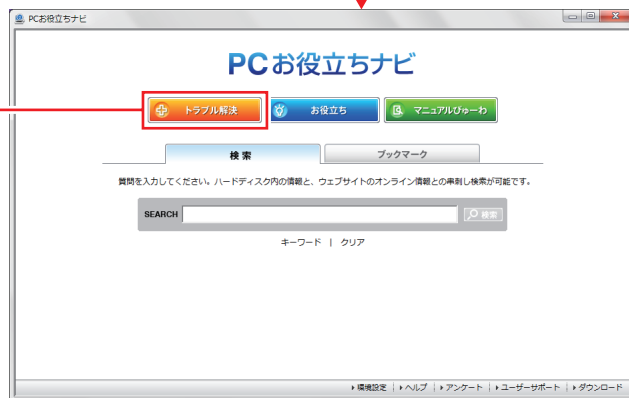 PCお役立ちナビ
PCお役立ちナビ
トラブル解決 お役立ち マニュアルびゅーわ
検索 ブックマーク
質問を入力してください。ハードディスク内の情報と、ウェブサイトのオンライン情報との串刺し検索が可能です。
SEARCH 検索
キーワード | クリア
環境設定 | ヘルプ | アンケート | ユーザーサポート | ダウンロード